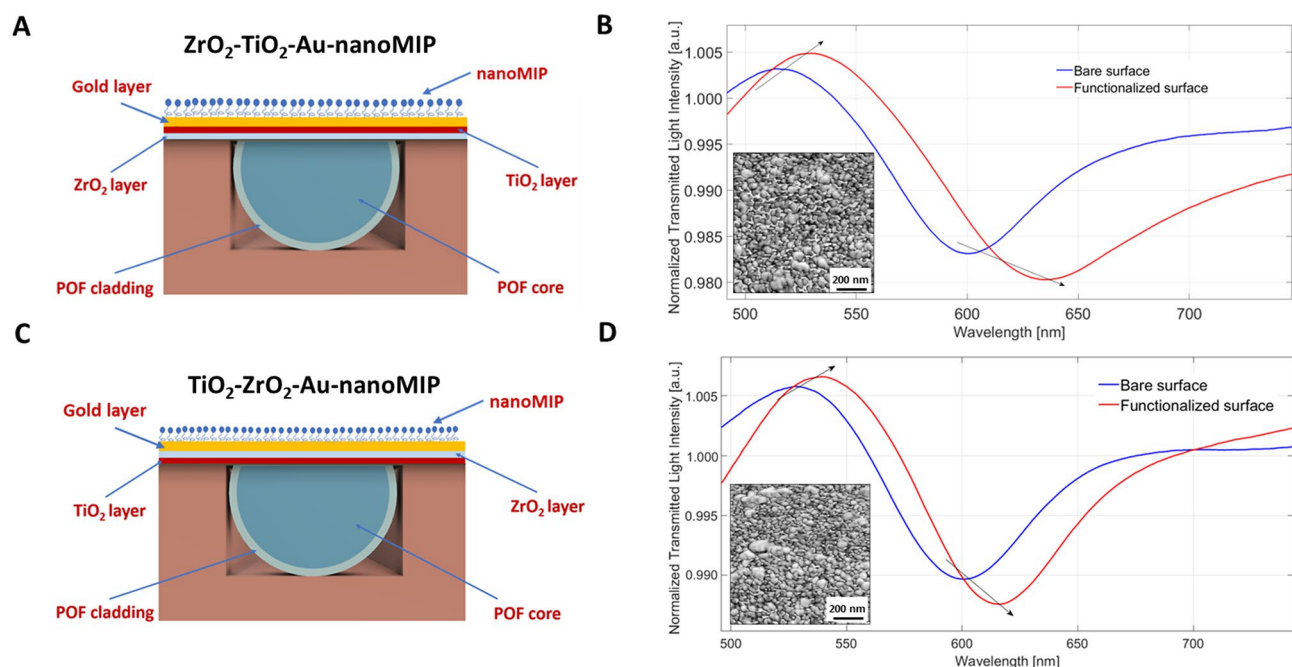 A
ZrO₂-TiO₂-Au-nanoMIP
nanoMIP
Gold layer
ZrO₂ layer
TiO₂ layer
POF cladding
POF core
B
Normalized Transmitted Light Intensity [a.u.]
1.005
1.000
0.995
0.990
0.985
0.980
Bare surface
Functionalized surface
200 nm
500
550
600
650
700
Wavelength [nm]
C
TiO₂-ZrO₂-Au-nanoMIP
nanoMIP
Gold layer
TiO₂ layer
ZrO₂ layer
POF cladding
POF core
D
Normalized Transmitted Light Intensity [a.u.]
1.005
1.000
0.995
0.990
Bare surface
Functionalized surface
200 nm
500
550
600
650
700
Wavelength [nm]